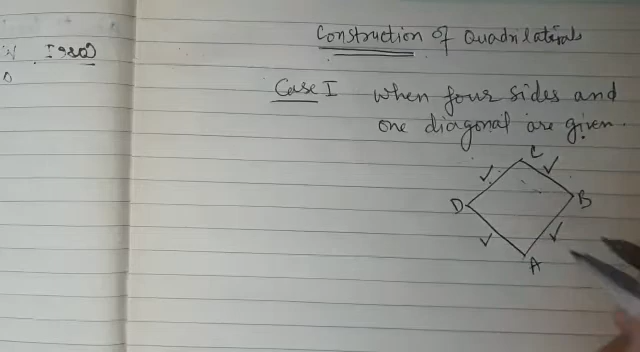 Construction of Quadrilaterals
Case I When four sides and
one diagonal are given.
C
D
B
A